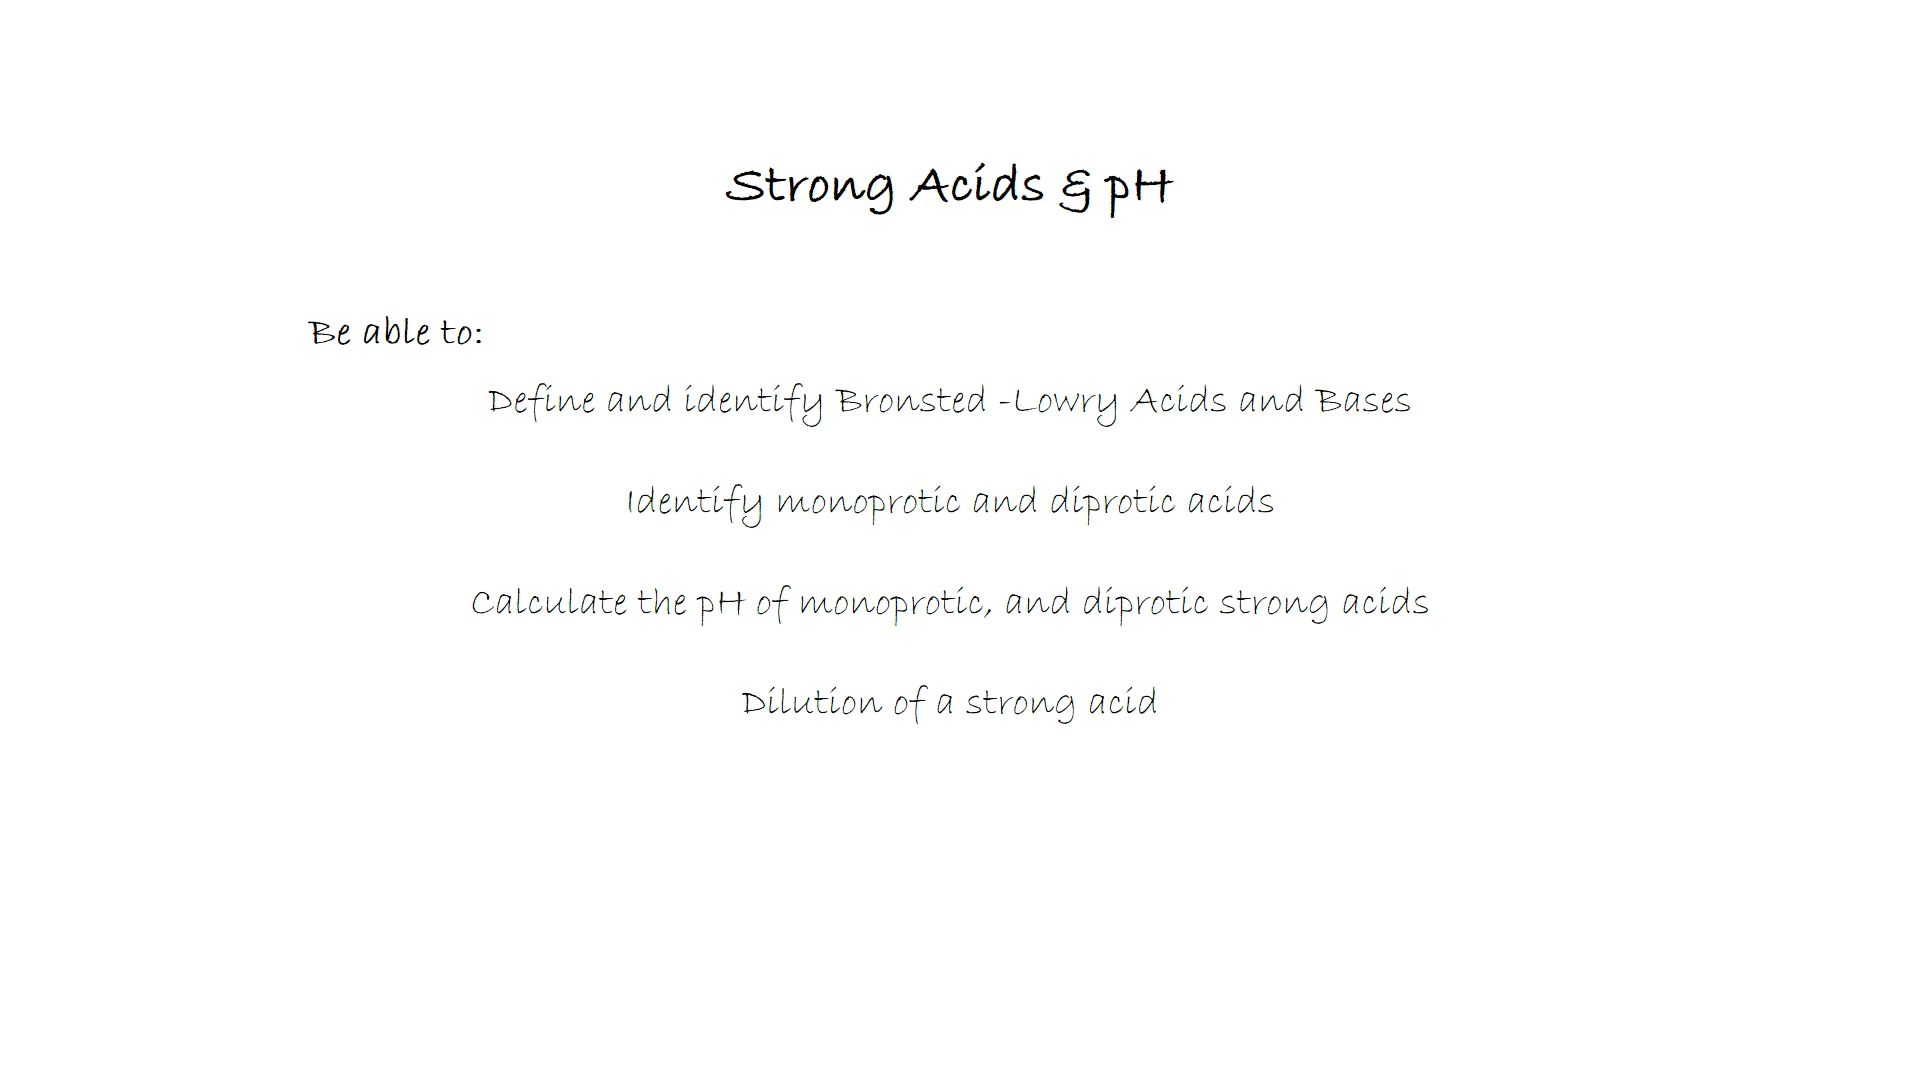 Strong Acids & pH
Be able to:
Define and identify Bronsted -Lowry Acids and Bases
Identify monoprotic and diprotic acids
Calculate the pH of monoprotic, and diprotic strong acids
Dilution of a strong acid